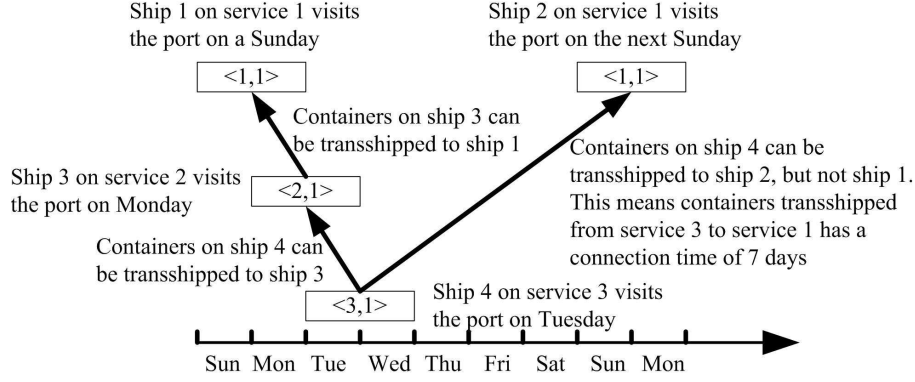 Ship 1 on service 1 visits
the port on a Sunday
Ship 2 on service 1 visits
the port on the next Sunday
<1,1>
<1,1>
Containers on ship 3 can
be transshipped to ship 1
Containers on ship 4 can be
transshipped to ship 2, but not ship 1.
This means containers transshipped
from service 3 to service 1 has a
connection time of 7 days
Ship 3 on service 2 visits
the port on Monday
<2,1>
Containers on ship 4 can
be transshipped to ship 3
<3,1>
Ship 4 on service 3 visits
the port on Tuesday
Sun Mon Tue Wed Thu Fri Sat Sun Mon